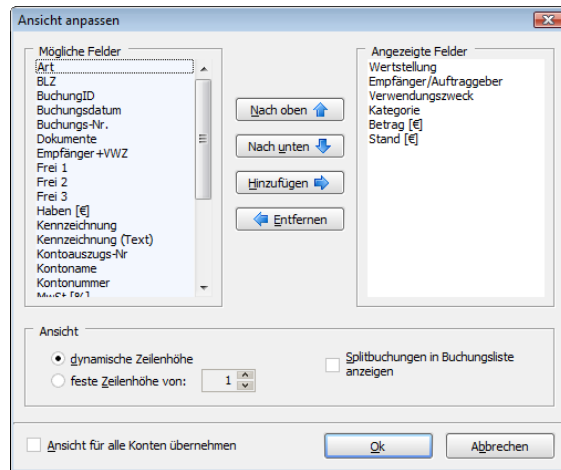 Ansicht anpassen
Mögliche Felder
Art
BLZ
BuchungID
Buchungsdatum
Buchungs-Nr.
Dokumente
Empfänger+VWZ
Frei 1
Frei 2
Frei 3
Haben [€]
Kennzeichnung
Kennzeichnung (Text)
Kontoauszugs-Nr
Kontoname
Kontonummer
MwSt [%]
Nach oben
Nach unten
Hinzufügen
Entfernen
Angezeigte Felder
Wertstellung
Empfänger/Auftraggeber
Verwendungszweck
Kategorie
Betrag [€]
Stand [€]
Ansicht
dynamische Zeilenhöhe
feste Zeilenhöhe von: 1
Splitbuchungen in Buchungsliste
anzeigen
Ansicht für alle Konten übernehmen
Ok
Abbrechen